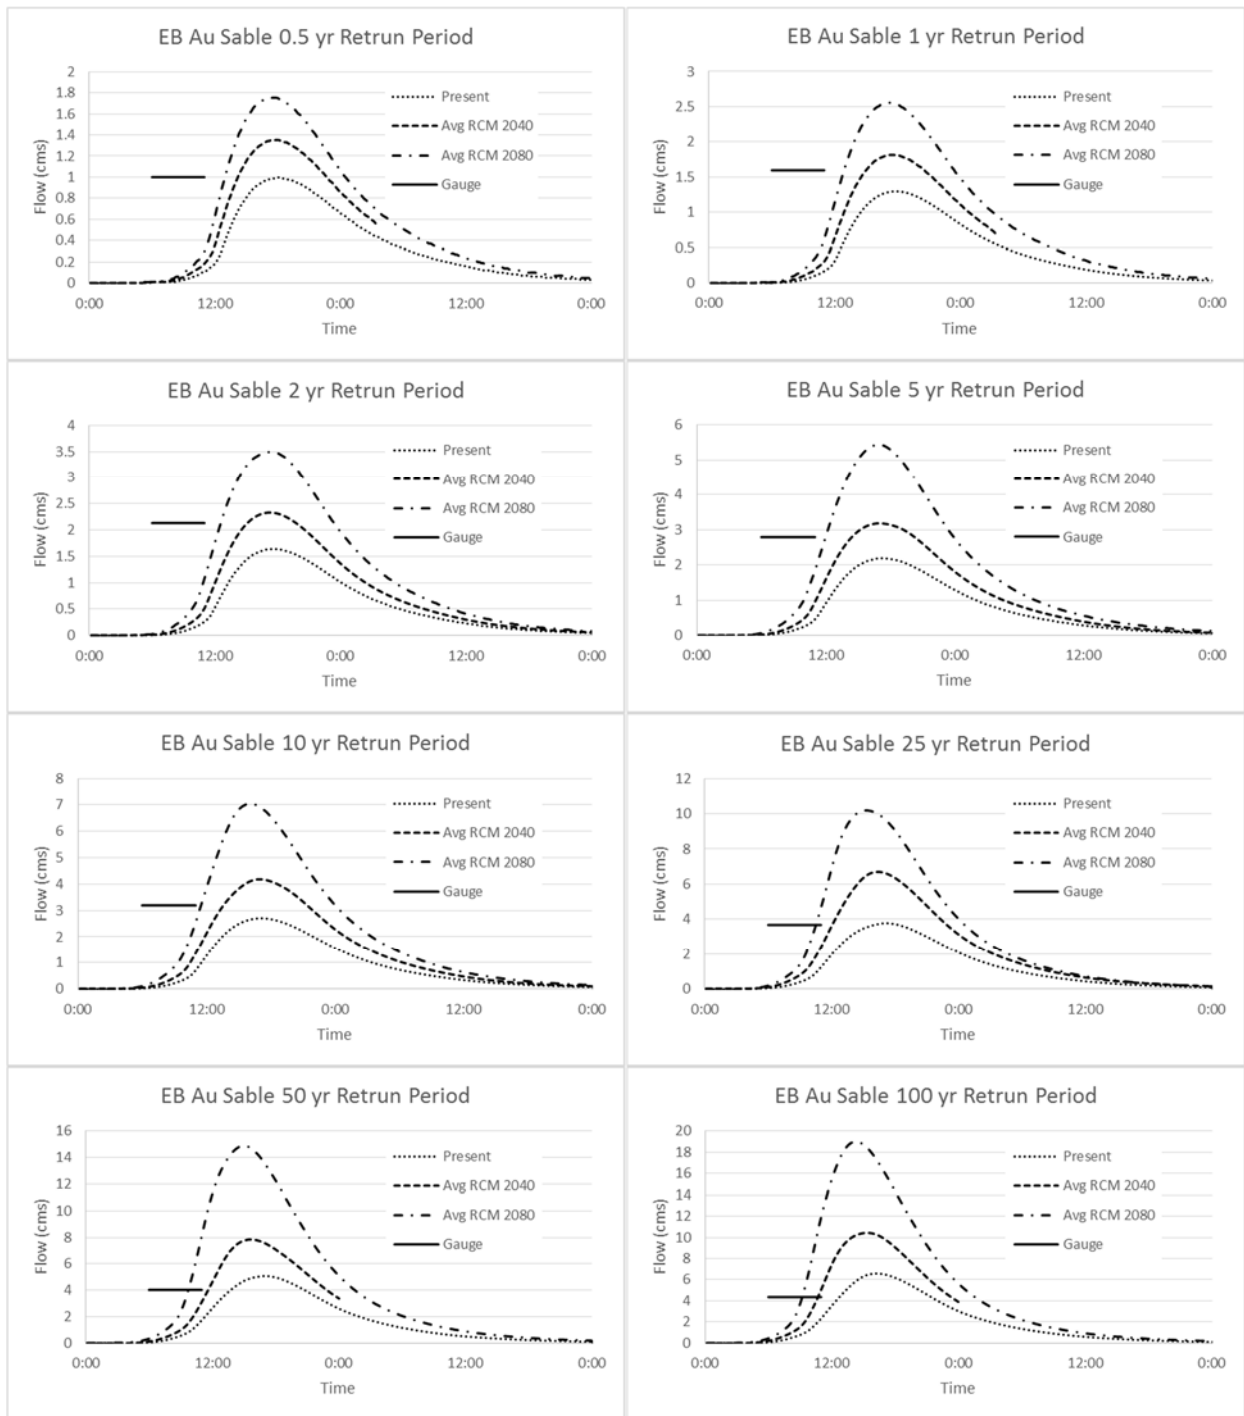 EB Au Sable 0.5 yr Retrun Period
2
1.8
1.6
1.4
1.2
1
0.8
0.6
0.4
0.2
0
Flow (cms)
Present
Avg RCM 2040
Avg RCM 2080
Gauge
0:00 12:00 0:00 12:00 0:00
Time
EB Au Sable 1 yr Retrun Period
3
2.5
2
1.5
1
0.5
0
Flow (cms)
Present
Avg RCM 2040
Avg RCM 2080
Gauge
0:00 12:00 0:00 12:00 0:00
Time
EB Au Sable 2 yr Retrun Period
4
3.5
3
2.5
2
1.5
1
0.5
0
Flow (cms)
Present
Avg RCM 2040
Avg RCM 2080
Gauge
0:00 12:00 0:00 12:00 0:00
Time
EB Au Sable 5 yr Retrun Period
6
5
4
3
2
1
0
Flow (cms)
Present
Avg RCM 2040
Avg RCM 2080
Gauge
0:00 12:00 0:00 12:00 0:00
Time
EB Au Sable 10 yr Retrun Period
8
7
6
5
4
3
2
1
0
Flow (cms)
Present
Avg RCM 2040
Avg RCM 2080
Gauge
0:00 12:00 0:00 12:00 0:00
Time
EB Au Sable 25 yr Retrun Period
12
10
8
6
4
2
0
Flow (cms)
Present
Avg RCM 2040
Avg RCM 2080
Gauge
0:00 12:00 0:00 12:00 0:00
Time
EB Au Sable 50 yr Retrun Period
16
14
12
10
8
6
4
2
0
Flow (cms)
Present
Avg RCM 2040
Avg RCM 2080
Gauge
0:00 12:00 0:00 12:00 0:00
Time
EB Au Sable 100 yr Retrun Period
20
18
16
14
12
10
8
6
4
2
0
Flow (cms)
Present
Avg RCM 2040
Avg RCM 2080
Gauge
0:00 12:00 0:00 12:00 0:00
Time